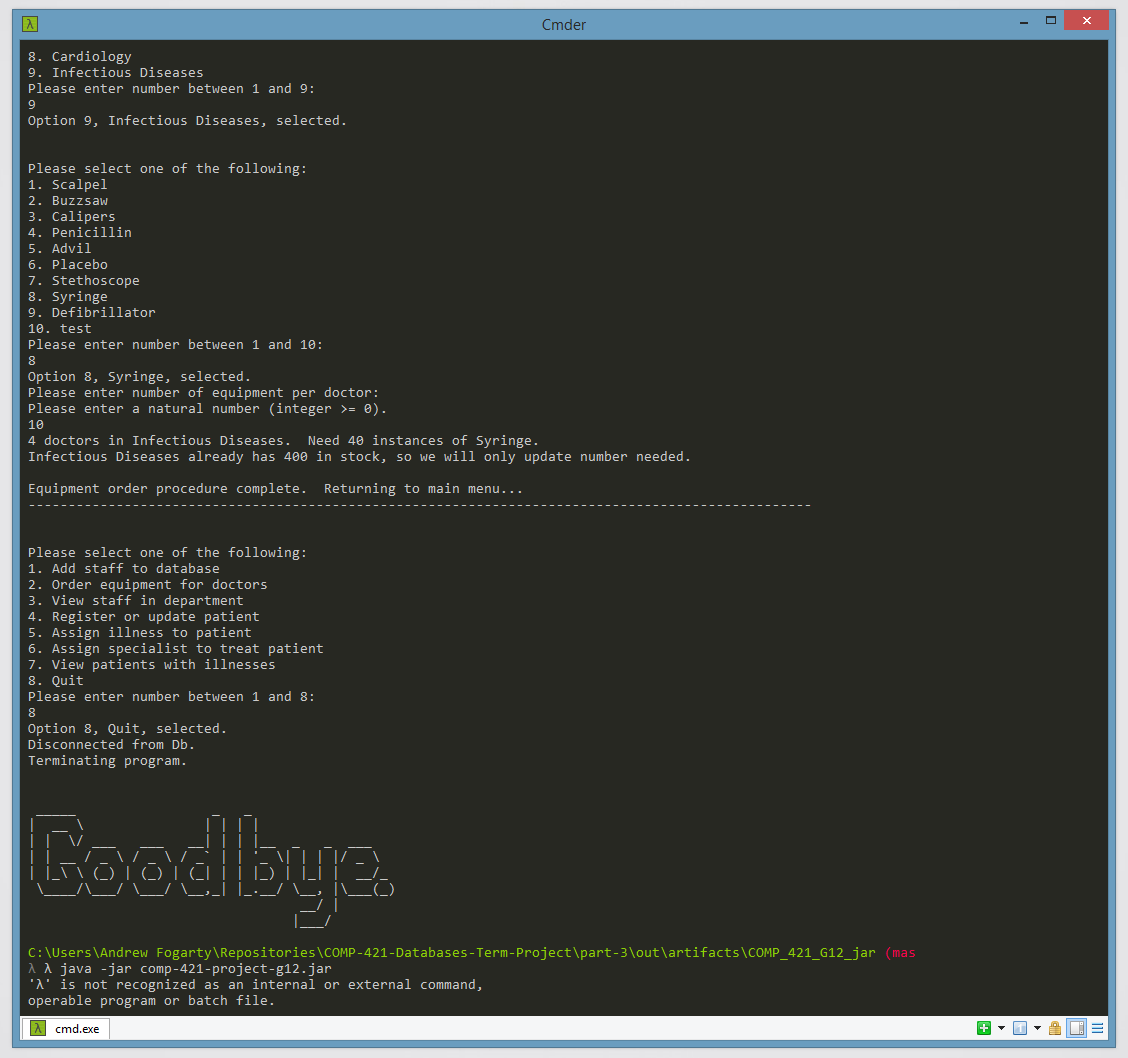 λ
Cmder
8. Cardiology
9. Infectious Diseases
Please enter number between 1 and 9:
9
Option 9, Infectious Diseases, selected.
Please select one of the following:
1. Scalpel
2. Buzzsaw
3. Calipers
4. Penicillin
5. Advil
6. Placebo
7. Stethoscope
8. Syringe
9. Defibrillator
10. test
Please enter number between 1 and 10:
8
Option 8, Syringe, selected.
Please enter number of equipment per doctor:
Please enter a natural number (integer >= 0).
10
4 doctors in Infectious Diseases.  Need 40 instances of Syringe.
Infectious Diseases already has 400 in stock, so we will only update number needed.
Equipment order procedure complete.  Returning to main menu...
--------------------------------------------------------------------------------------------------
Please select one of the following:
1. Add staff to database
2. Order equipment for doctors
3. View staff in department
4. Register or update patient
5. Assign illness to patient
6. Assign specialist to treat patient
7. View patients with illnesses
8. Quit
Please enter number between 1 and 8:
8
Option 8, Quit, selected.
Disconnected from Db.
Terminating program.
Goodbye.
C:\Users\Andrew Fogarty\Repositories\COMP-421-Databases-Term-Project\part-3\out\artifacts\COMP_421_G12_jar (mas
λ λ java -jar comp-421-project-g12.jar
'λ' is not recognized as an internal or external command,
operable program or batch file.
λ cmd.exe